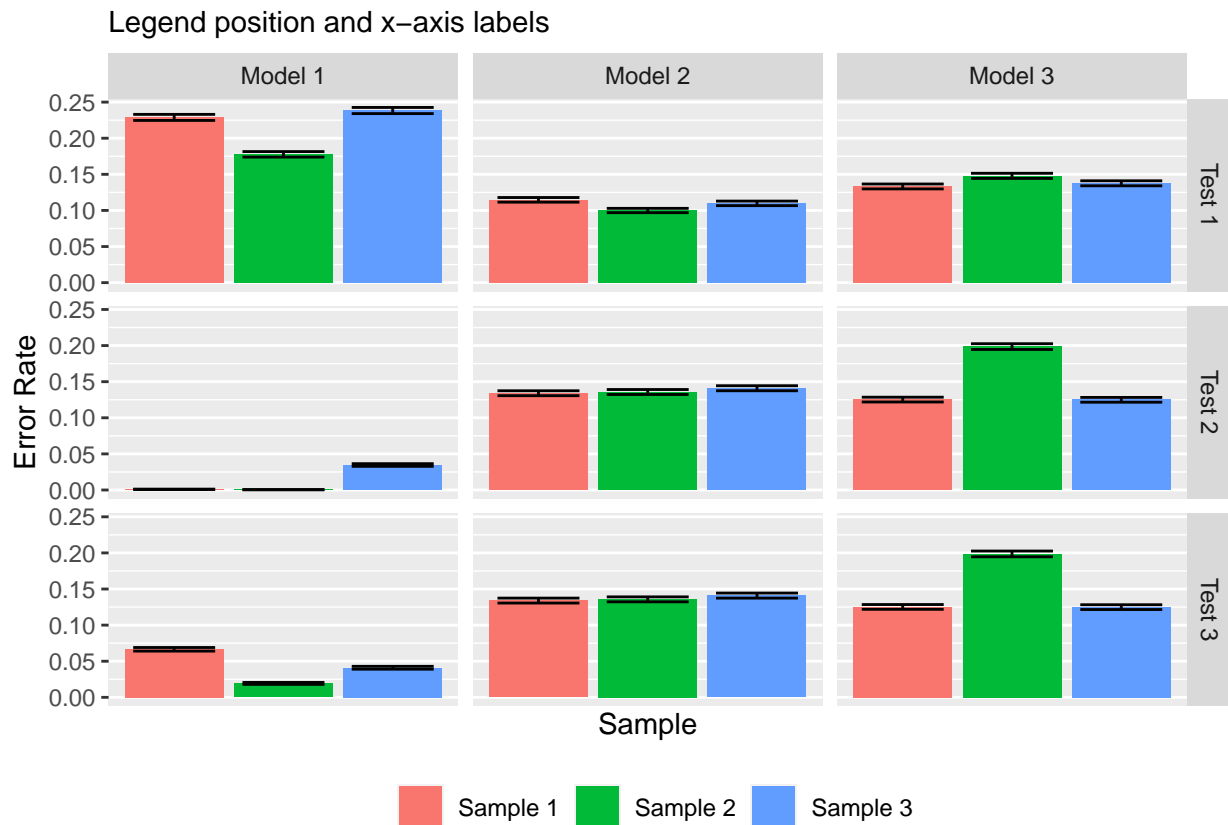 Legend position and x−axis labels
Model 1 Model 2 Model 3
0.25
0.20
0.15
0.10
0.05
0.00
Test 1
0.25
0.20
0.15
0.10
0.05
0.00
Test 2
0.25
0.20
0.15
0.10
0.05
0.00
Test 3
Error Rate
Sample
Sample 1 Sample 2 Sample 3